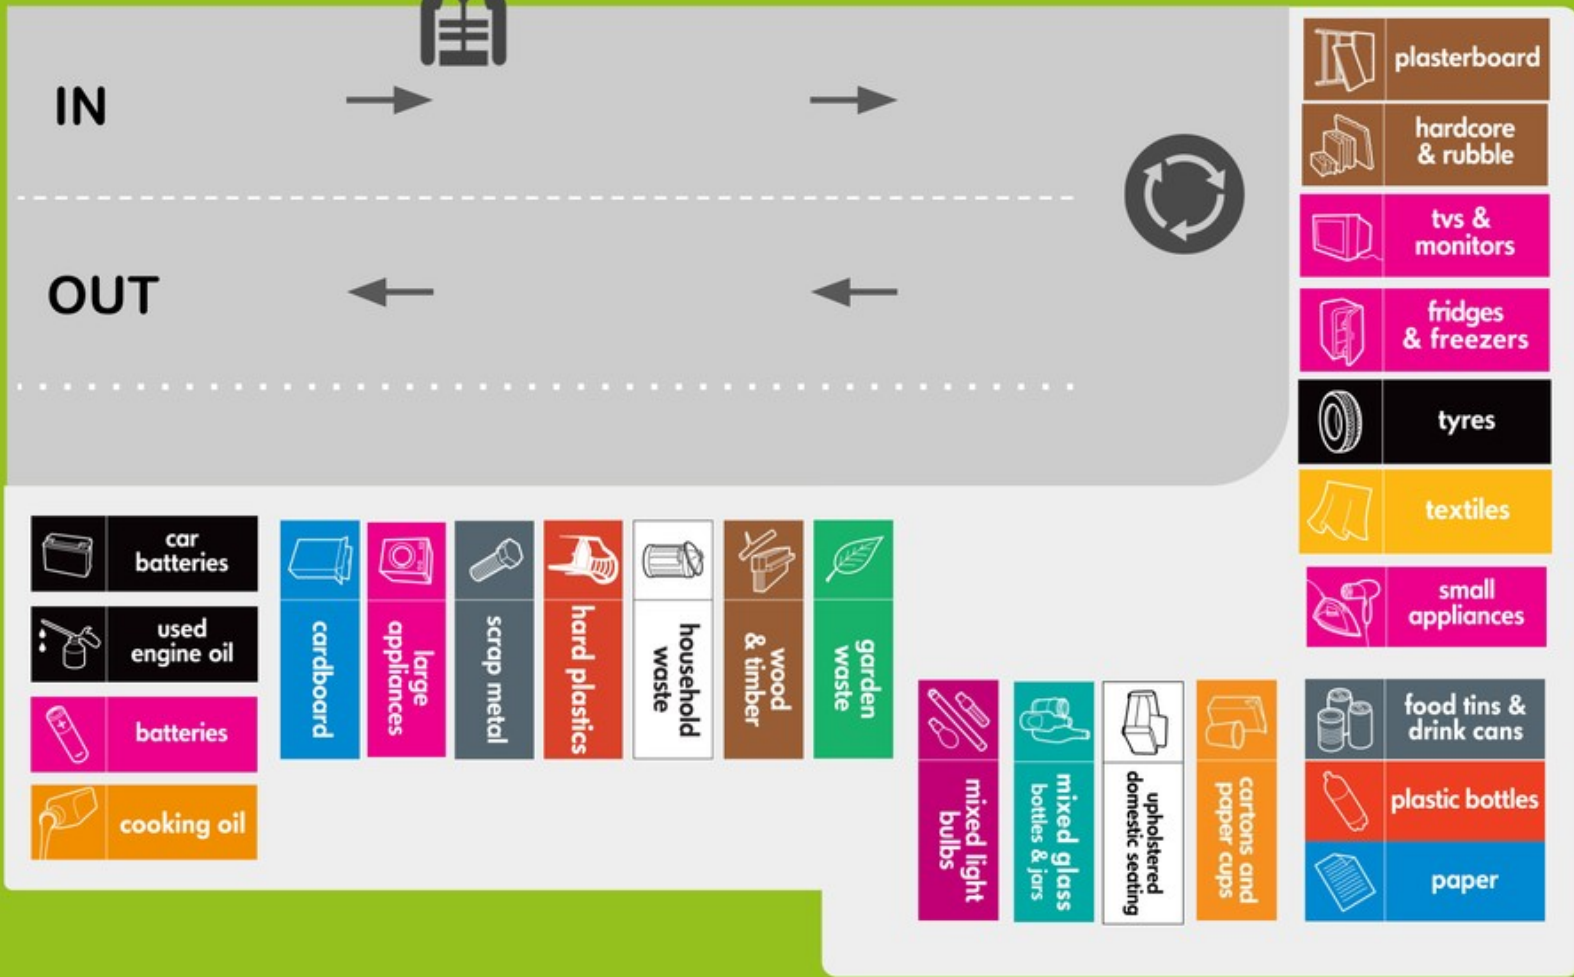 IN
OUT
plasterboard
hardcore
& rubble
tvs &
monitors
fridges
& freezers
tyres
textiles
small
appliances
food tins &
drink cans
plastic bottles
paper
car
batteries
used
engine oil
batteries
cooking oil
cardboard
large
appliances
scrap metal
hard plastics
household
waste
wood
& timber
garden
waste
mixed light
bulbs
mixed glass
bottles & jars
upholstered
domestic seating
cartons and
paper cups